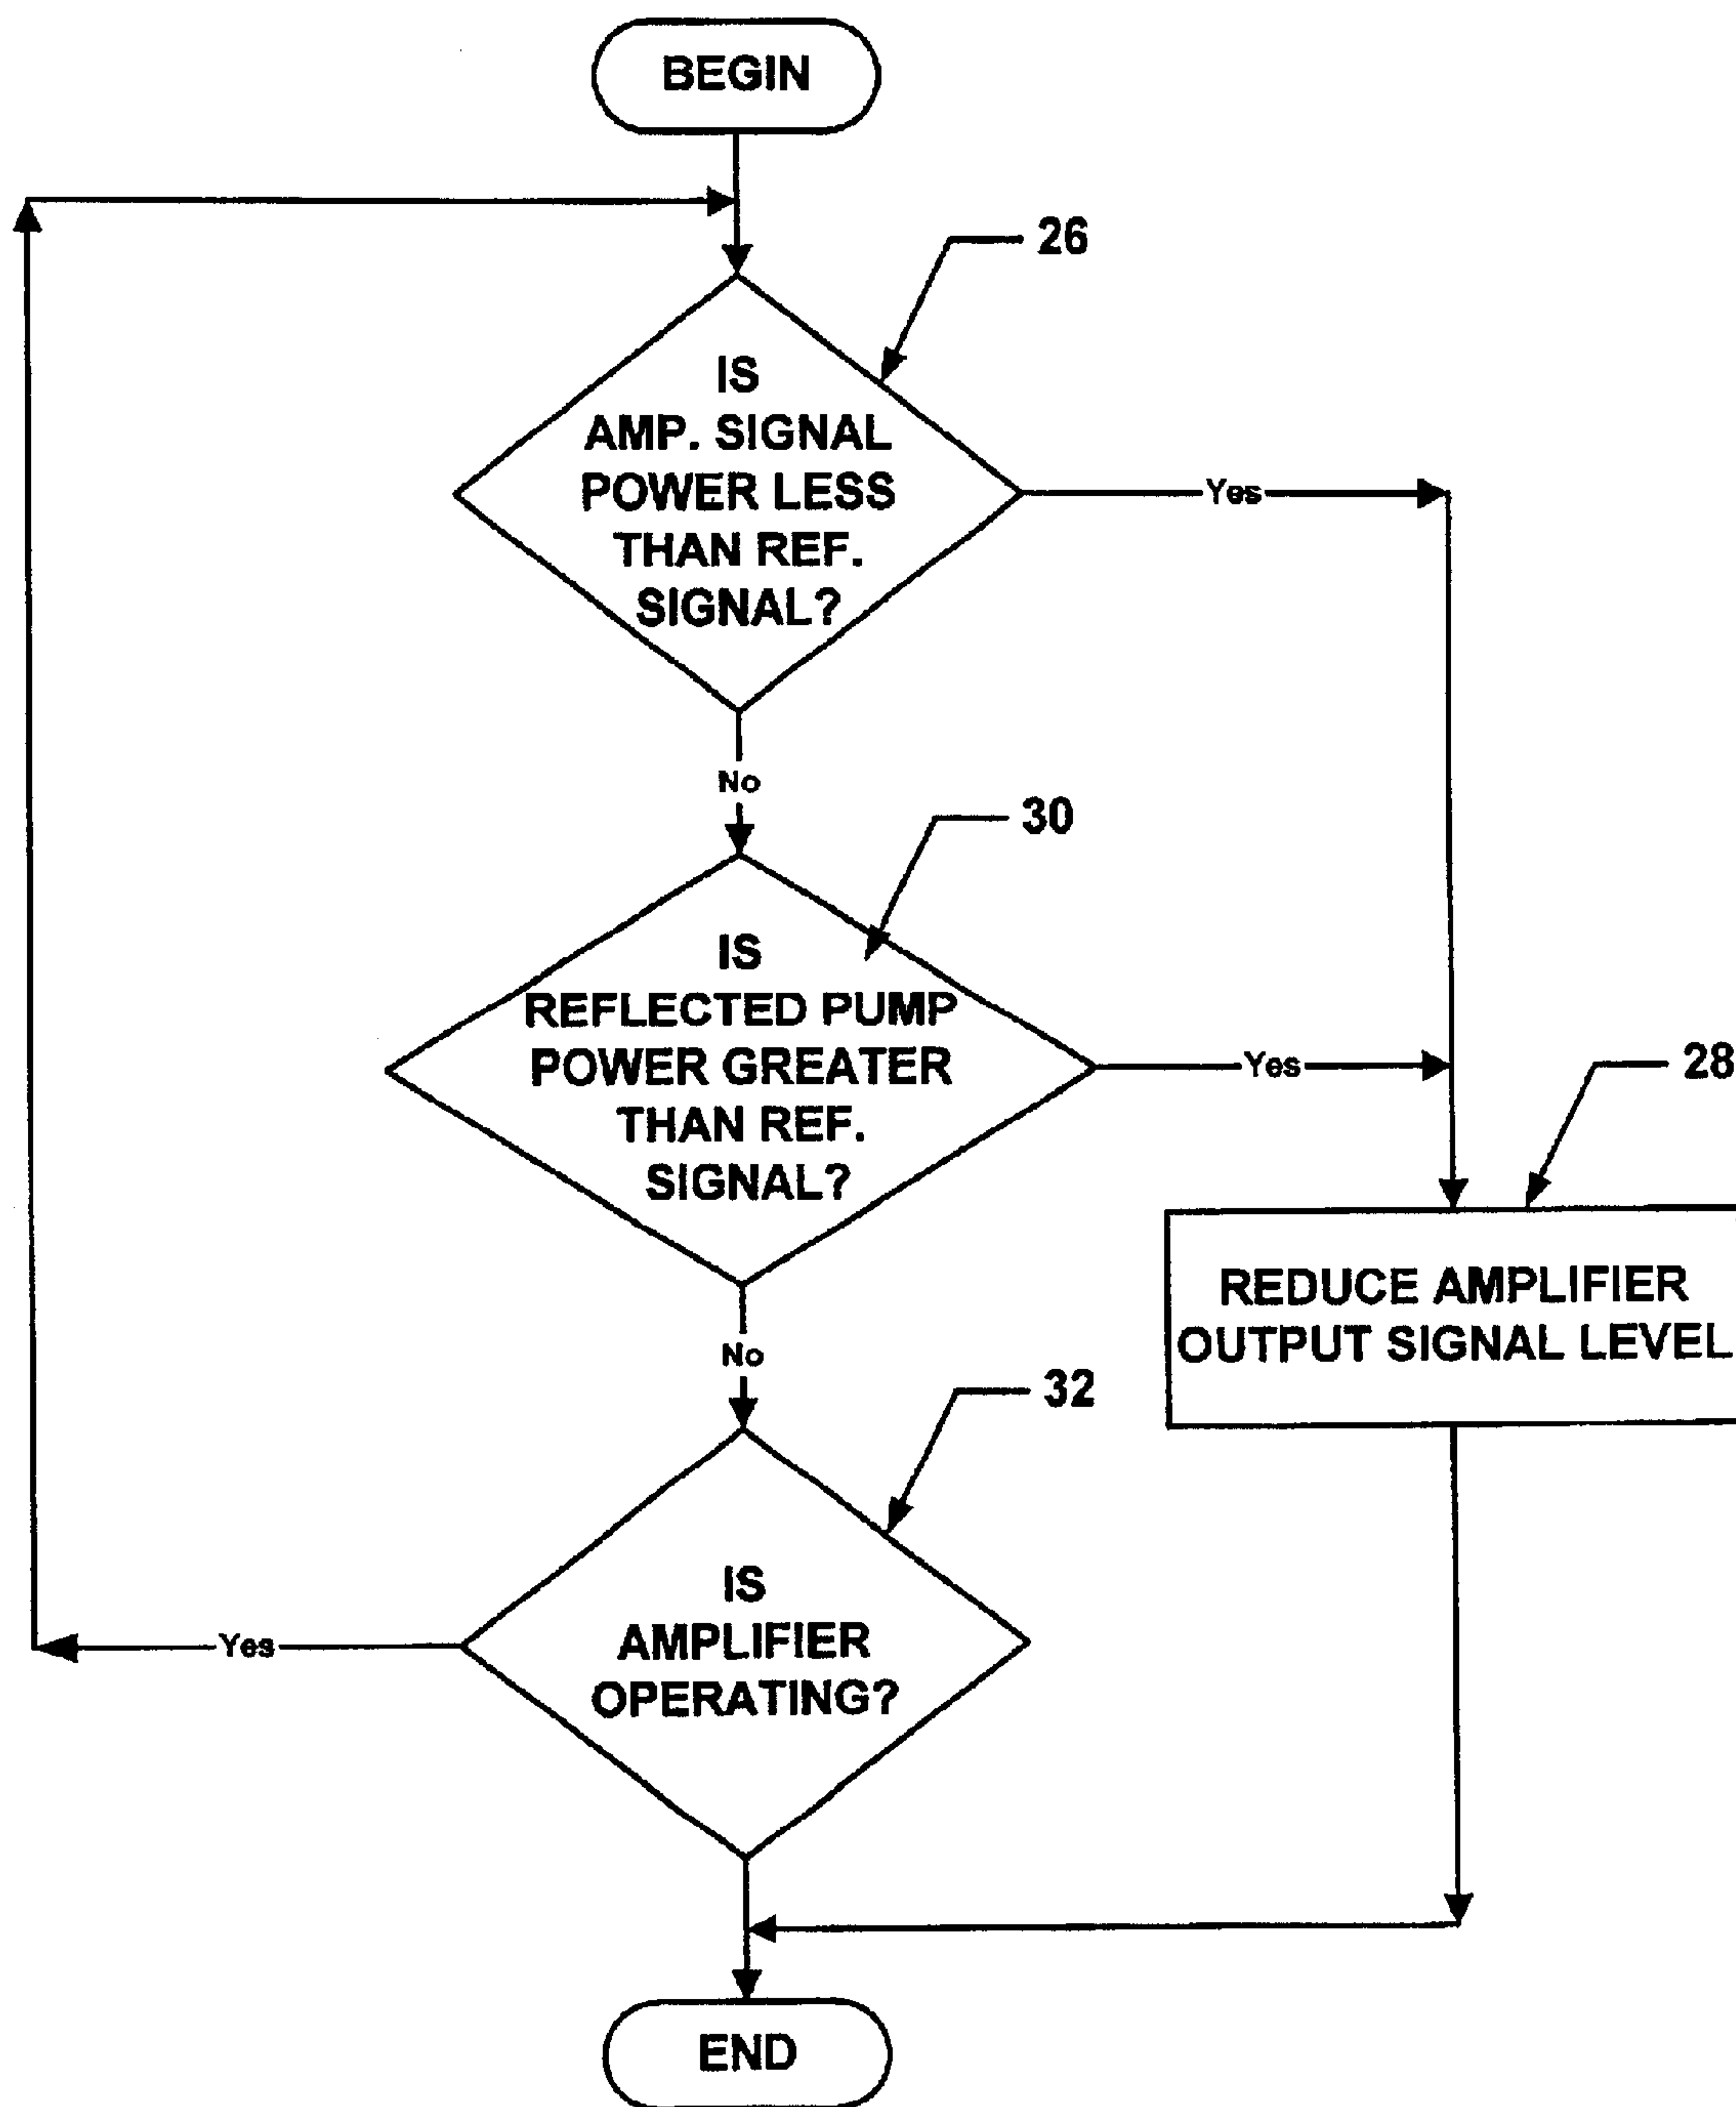 BEGIN
26
IS
AMP. SIGNAL
POWER LESS
THAN REF.
SIGNAL?
Yes
No
30
IS
REFLECTED PUMP
POWER GREATER
THAN REF.
SIGNAL?
Yes
28
REDUCE AMPLIFIER
OUTPUT SIGNAL LEVEL
No
32
IS
AMPLIFIER
OPERATING?
Yes
END